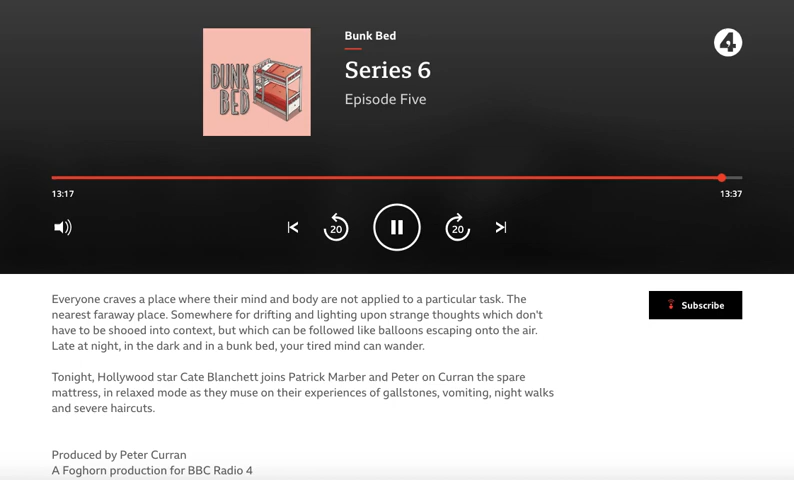 Bunk Bed
4
BUNK
BED
Series 6
Episode Five
13:17
13:37
20
20
Everyone craves a place where their mind and body are not applied to a particular task. The
nearest faraway place. Somewhere for drifting and lighting upon strange thoughts which don't
have to be shooed into context, but which can be followed like balloons escaping onto the air.
Late at night, in the dark and in a bunk bed, your tired mind can wander.
Subscribe
Tonight, Hollywood star Cate Blanchett joins Patrick Marber and Peter on Curran the spare
mattress, in relaxed mode as they muse on their experiences of gallstones, vomiting, night walks
and severe haircuts.
Produced by Peter Curran
A Foghorn production for BBC Radio 4